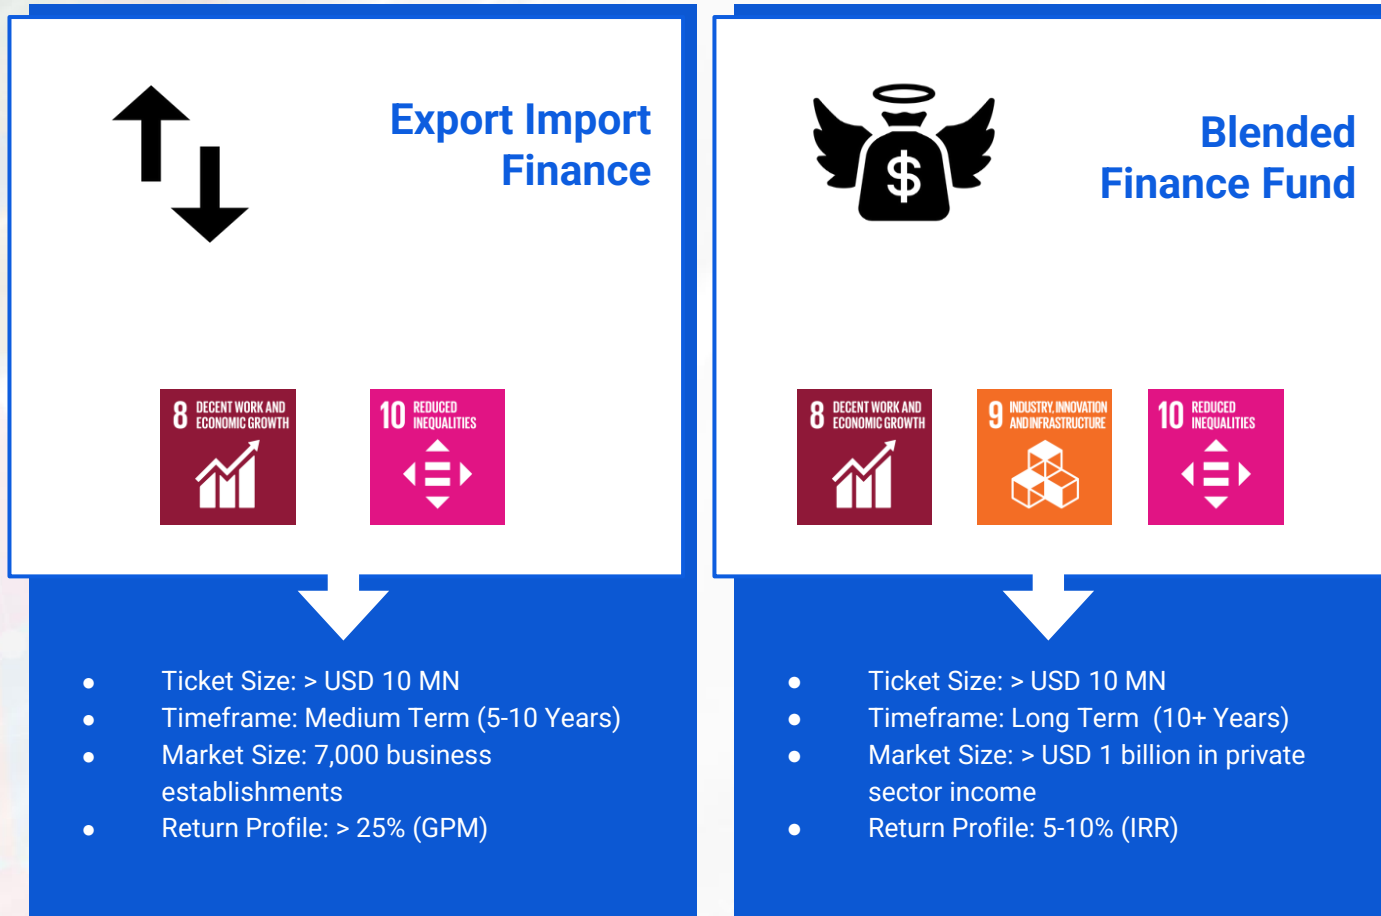 Export Import
Finance
8 DECENT WORK AND
ECONOMIC GROWTH
10 REDUCED
INEQUALITIES
● Ticket Size: > USD 10 MN
● Timeframe: Medium Term (5-10 Years)
● Market Size: 7,000 business
establishments
● Return Profile: > 25% (GPM)
Blended
Finance Fund
$
8 DECENT WORK AND
ECONOMIC GROWTH
9 INDUSTRY, INNOVATION
AND INFRASTRUCTURE
10 REDUCED
INEQUALITIES
● Ticket Size: > USD 10 MN
● Timeframe: Long Term (10+ Years)
● Market Size: > USD 1 billion in private
sector income
● Return Profile: 5-10% (IRR)